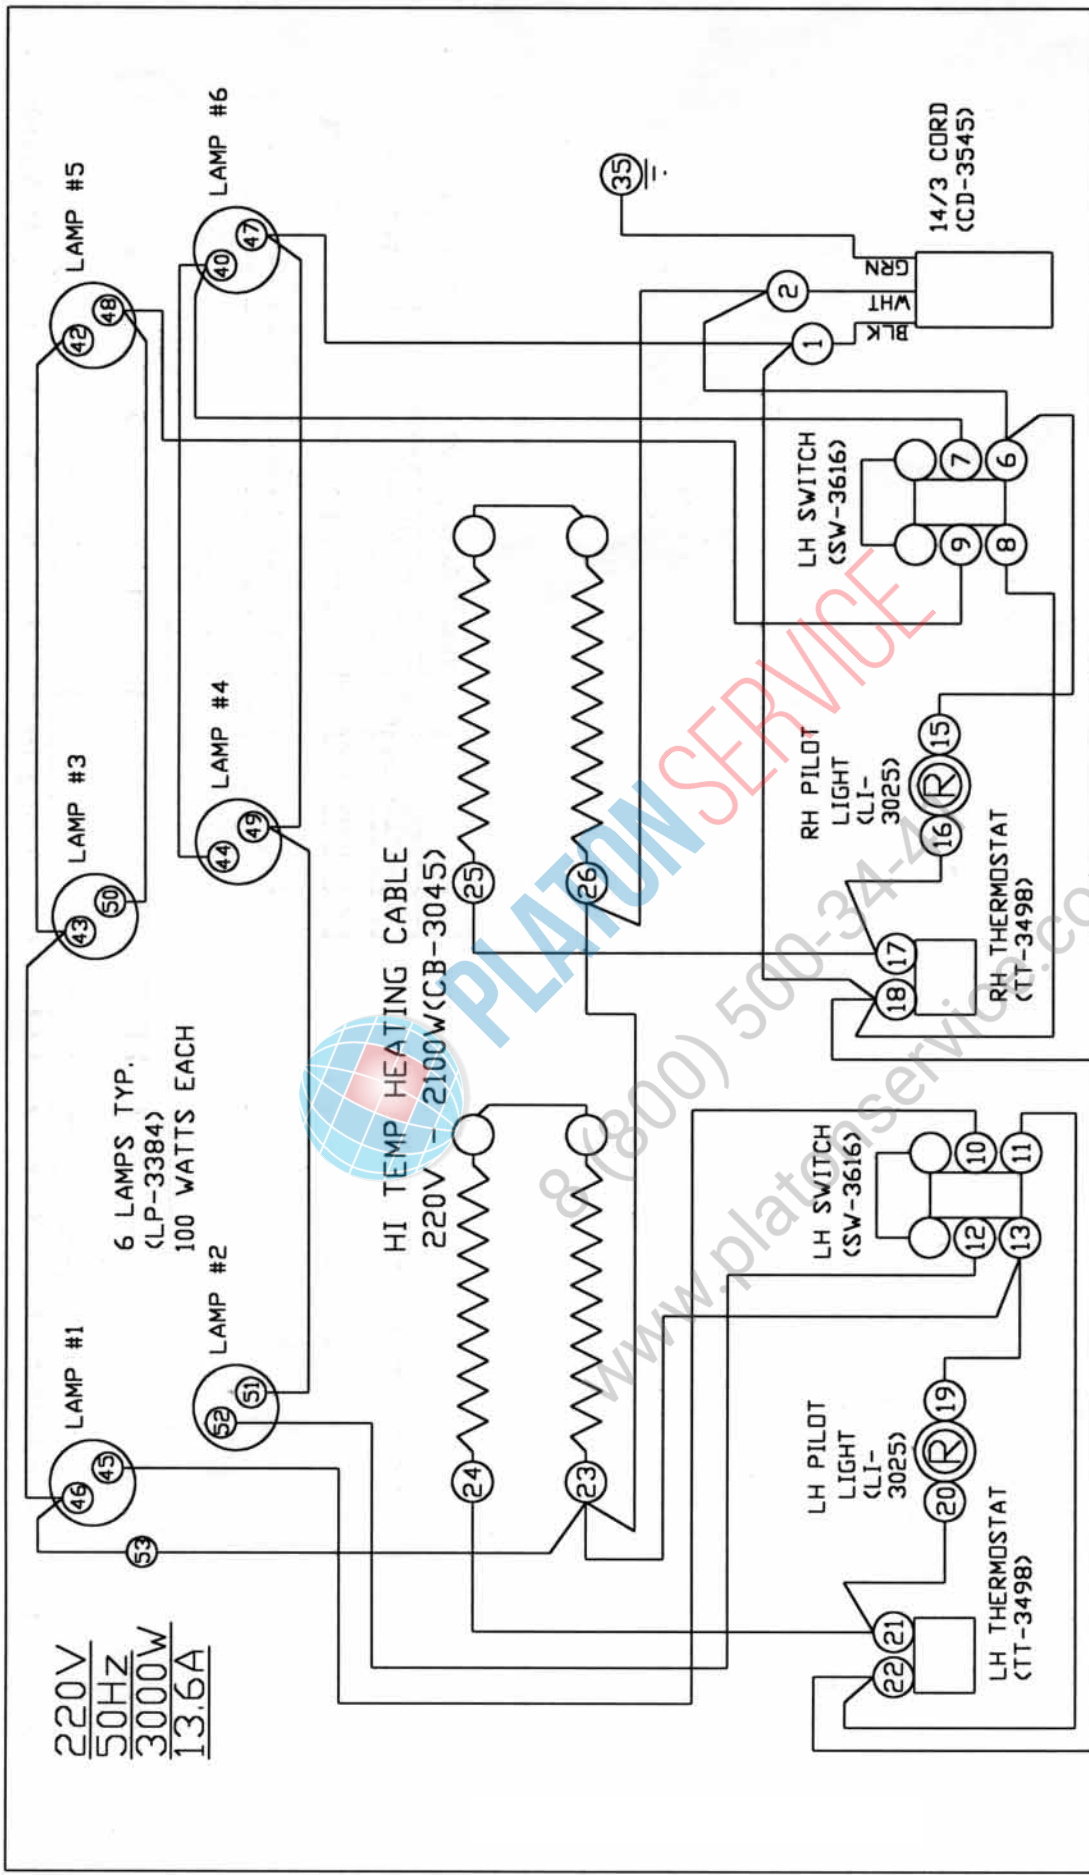 220V
50Hz
3000W
13.6A
LAMP #1
46
45
53
LAMP #2
52
51
6 LAMPS TYP.
(LP-3384)
100 WATTS EACH
LAMP #3
43
50
LAMP #4
44
49
LAMP #5
42
48
LAMP #6
40
47
HI TEMP HEATING CABLE
220V - 2100W(CB-3045)
24
23
25
26
35
GRN
WHT
BLK
2
1
14/3 CORD
(CD-3545)
LH SWITCH
(SW-3616)
9
7
8
6
RH PILOT
LIGHT
(LI-
3025)
16
R
15
18
17
RH THERMOSTAT
(TT-3498)
LH SWITCH
(SW-3616)
12
10
13
11
LH PILOT
LIGHT
(LI-
3025)
20
R
19
22
21
LH THERMOSTAT
(TT-3498)
PLATONSERVICE
8 (800) 500-34-4
www.platonservice.co